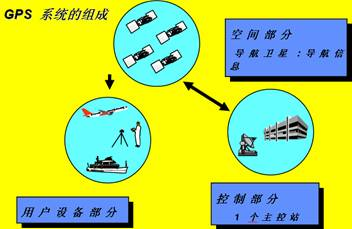 GPS 系统的组成
空间部分
导航卫星：导航信
息
用户设备部分
控制部分
1 个主控站